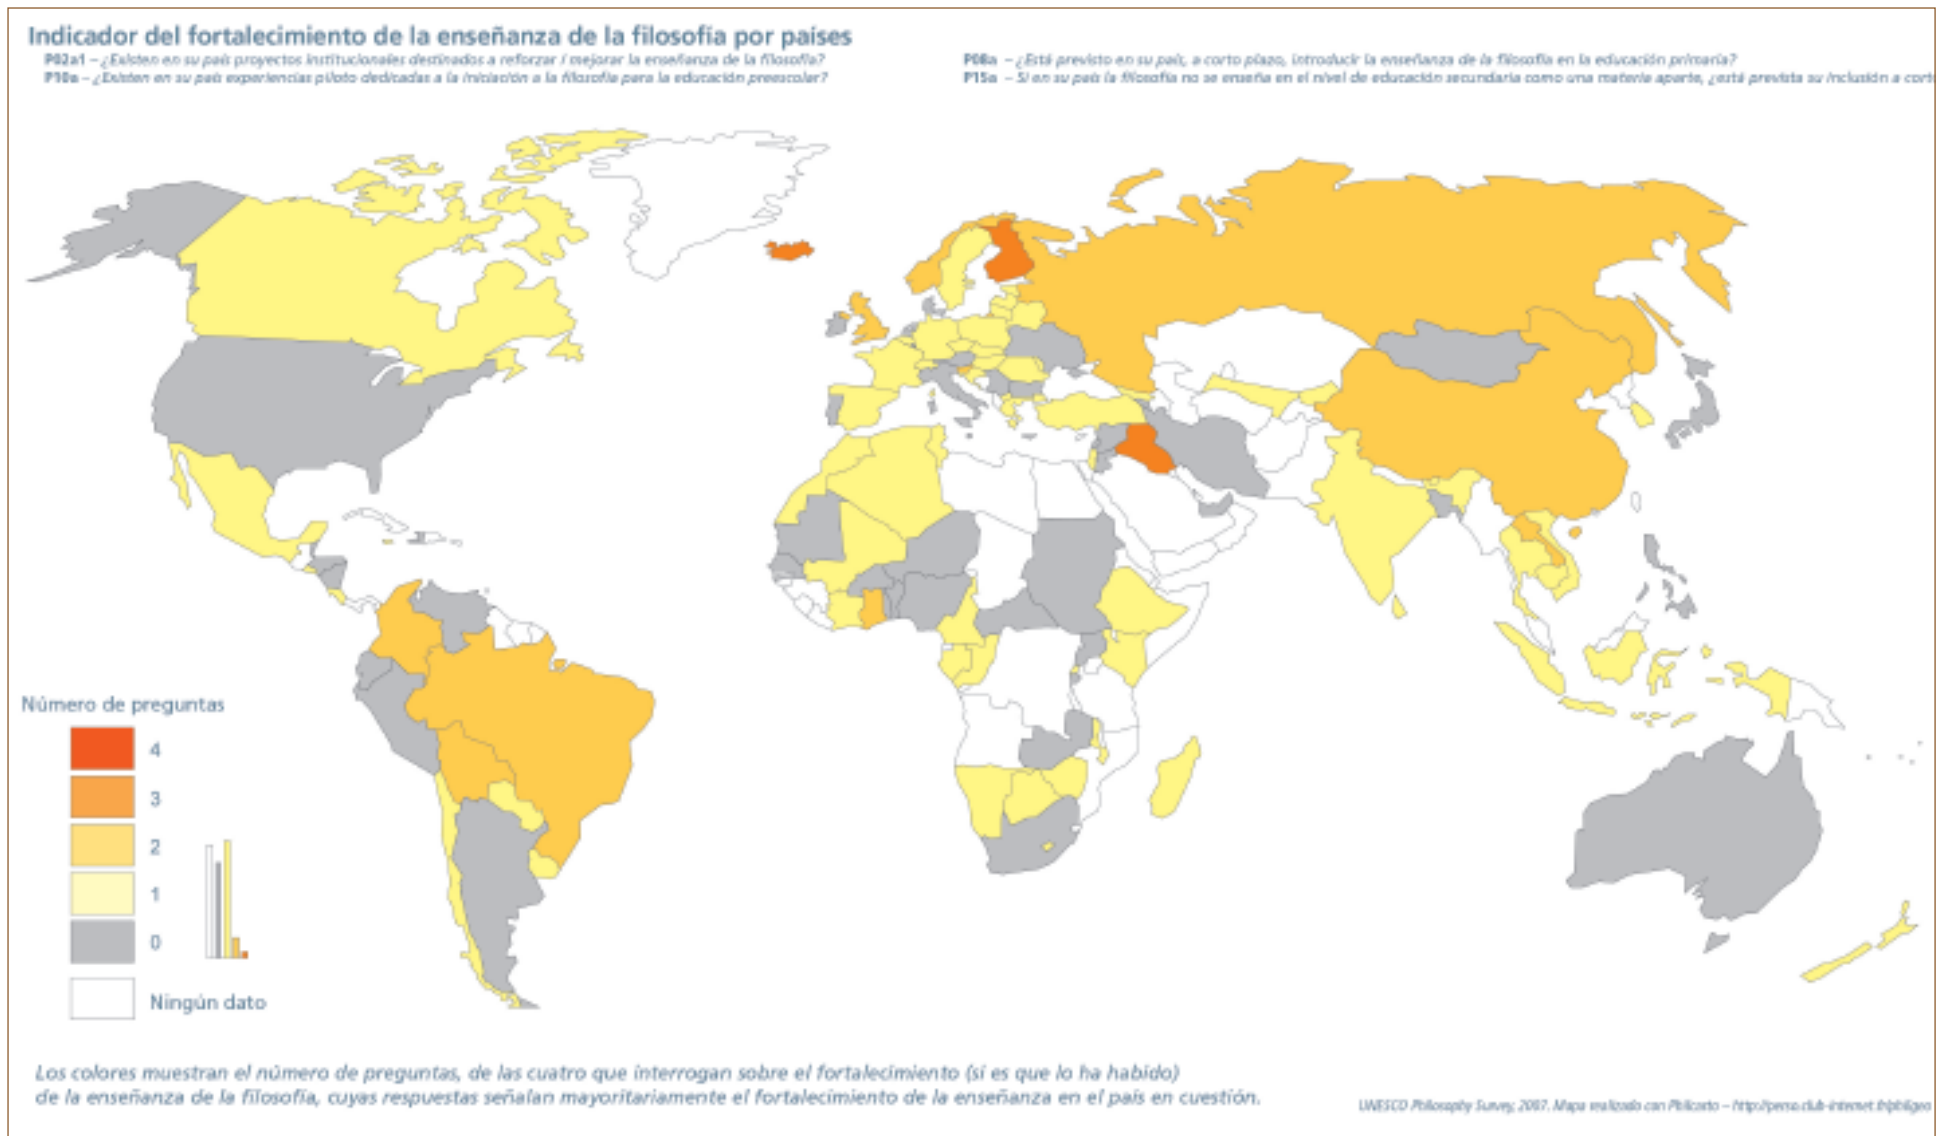 Indicador del fortalecimiento de la enseñanza de la filosofía por países
P02a1 – ¿Existen en su país proyectos institucionales destinados a reforzar / mejorar la enseñanza de la filosofía?
P10a – ¿Existen en su país experiencias piloto dedicadas a la iniciación a la filosofía para la educación preescolar?
P08a – ¿Está previsto en su país, a corto plazo, introducir la enseñanza de la filosofía en la educación primaria?
P15a – Si en su país la filosofía no se enseña en el nivel de educación secundaria como una materia aparte, ¿está prevista su inclusión a cort
Número de preguntas
4
3
2
1
0
Ningún dato
Los colores muestran el número de preguntas, de las cuatro que interrogan sobre el fortalecimiento (si es que lo ha habido)
de la enseñanza de la filosofía, cuyas respuestas señalan mayoritariamente el fortalecimiento de la enseñanza en el país en cuestión.
UNESCO Philosophy Survey, 2007. Mapa realizado con Philcarto – http://perso.club-internet.fr/philgeo